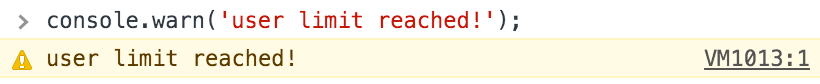 > console.warn('user limit reached!');
user limit reached! VM1013:1